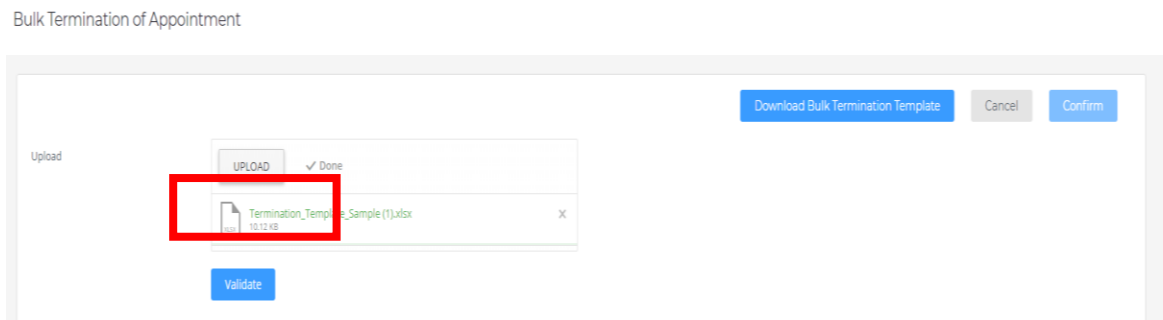 Bulk Termination of Appointment
Download Bulk Termination Template Cancel Confirm
Upload
UPLOAD ✓ Done
Termination_Template_Sample (1).xlsx X
XLSX 10.12 KB
Validate